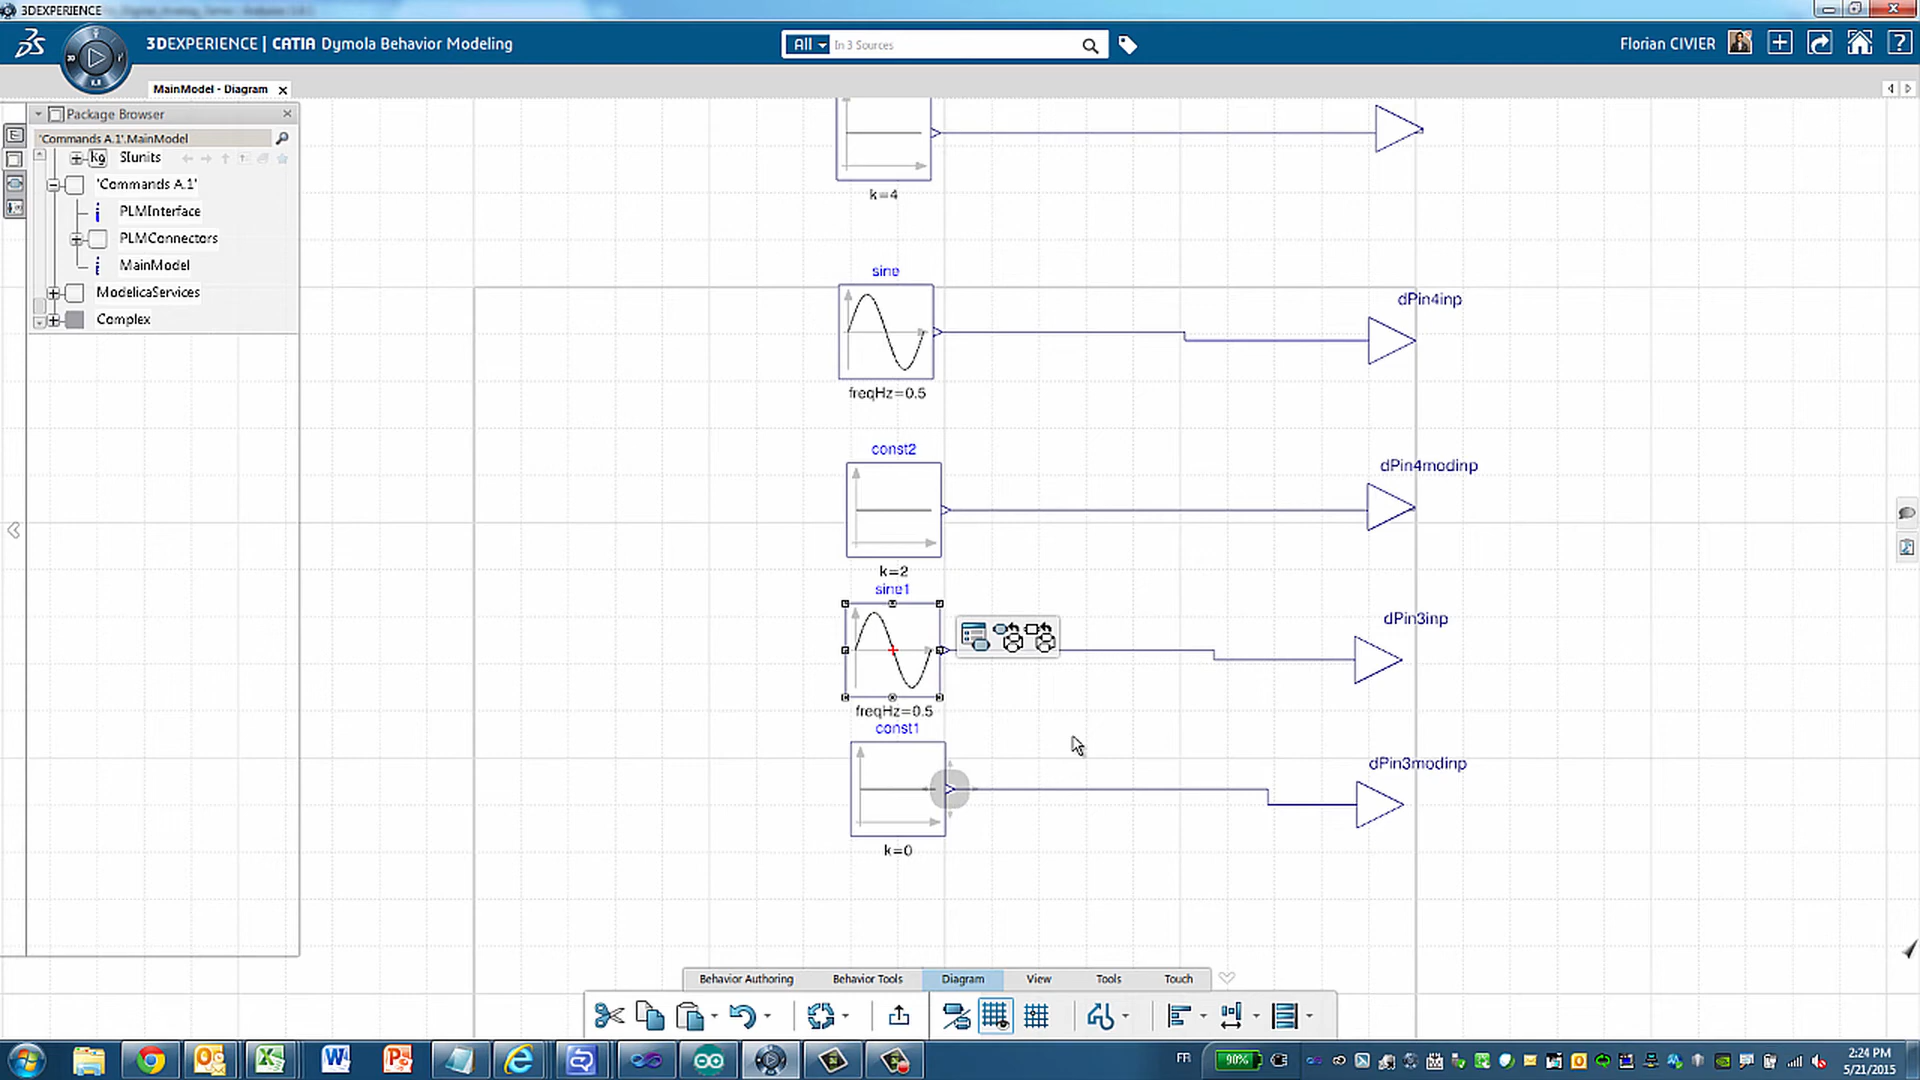 3DEXPERIENCE
3DEXPERIENCE | CATIA Dymola Behavior Modeling
All
In 3 Sources
Florian CIVIER
MainModel - Diagram
Package Browser
'Commands A.1'.MainModel
Kg SIunits
'Commands A.1'
PLMInterface
PLMConnectors
MainModel
ModelicaServices
Complex
k=4
sine
freqHz=0.5
dPin4inp
const2
k=2
dPin4modinp
sine1
freqHz=0.5
dPin3inp
const1
k=0
dPin3modinp
Behavior Authoring
Behavior Tools
Diagram
View
Tools
Touch
FR
90%
2:24 PM
5/21/2015